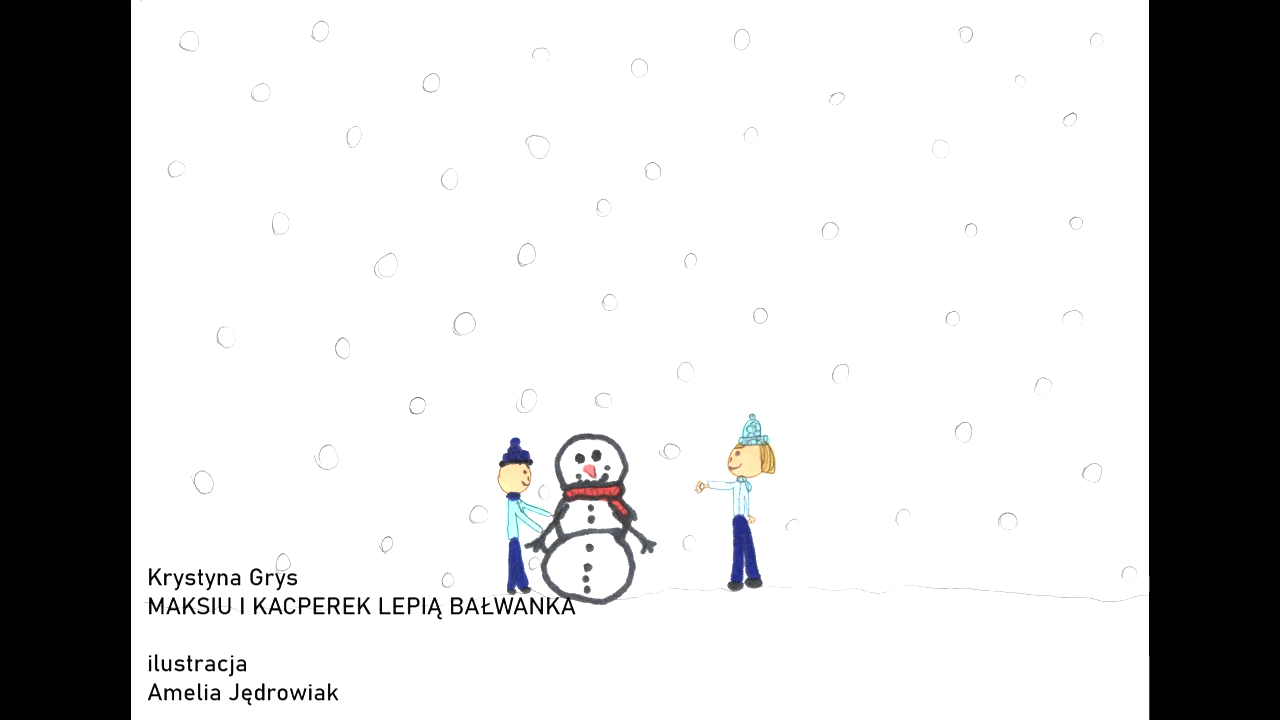 Krystyna Grys
MAKSIU I KACPEREK LEPIĄ BAŁWANKA
ilustracja
Amelia Jędrowiak